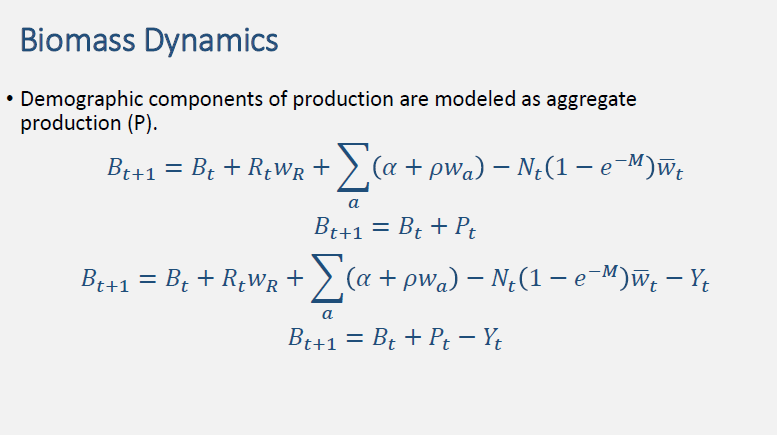 Biomass Dynamics
• Demographic components of production are modeled as aggregate
production (P).
$B_{t+1} = B_t + R_t w_R + \sum_a (\alpha + \rho w_a) - N_t(1 - e^{-M})\overline{w}_t$
$B_{t+1} = B_t + P_t$
$B_{t+1} = B_t + R_t w_R + \sum_a (\alpha + \rho w_a) - N_t(1 - e^{-M})\overline{w}_t - Y_t$
$B_{t+1} = B_t + P_t - Y_t$